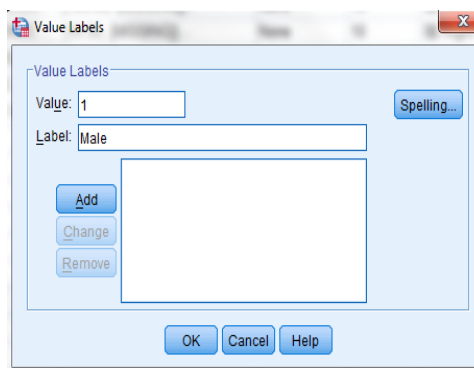 Value Labels
Value Labels
Value: 1
Spelling...
Label: Male
Add
Change
Remove
OK Cancel Help